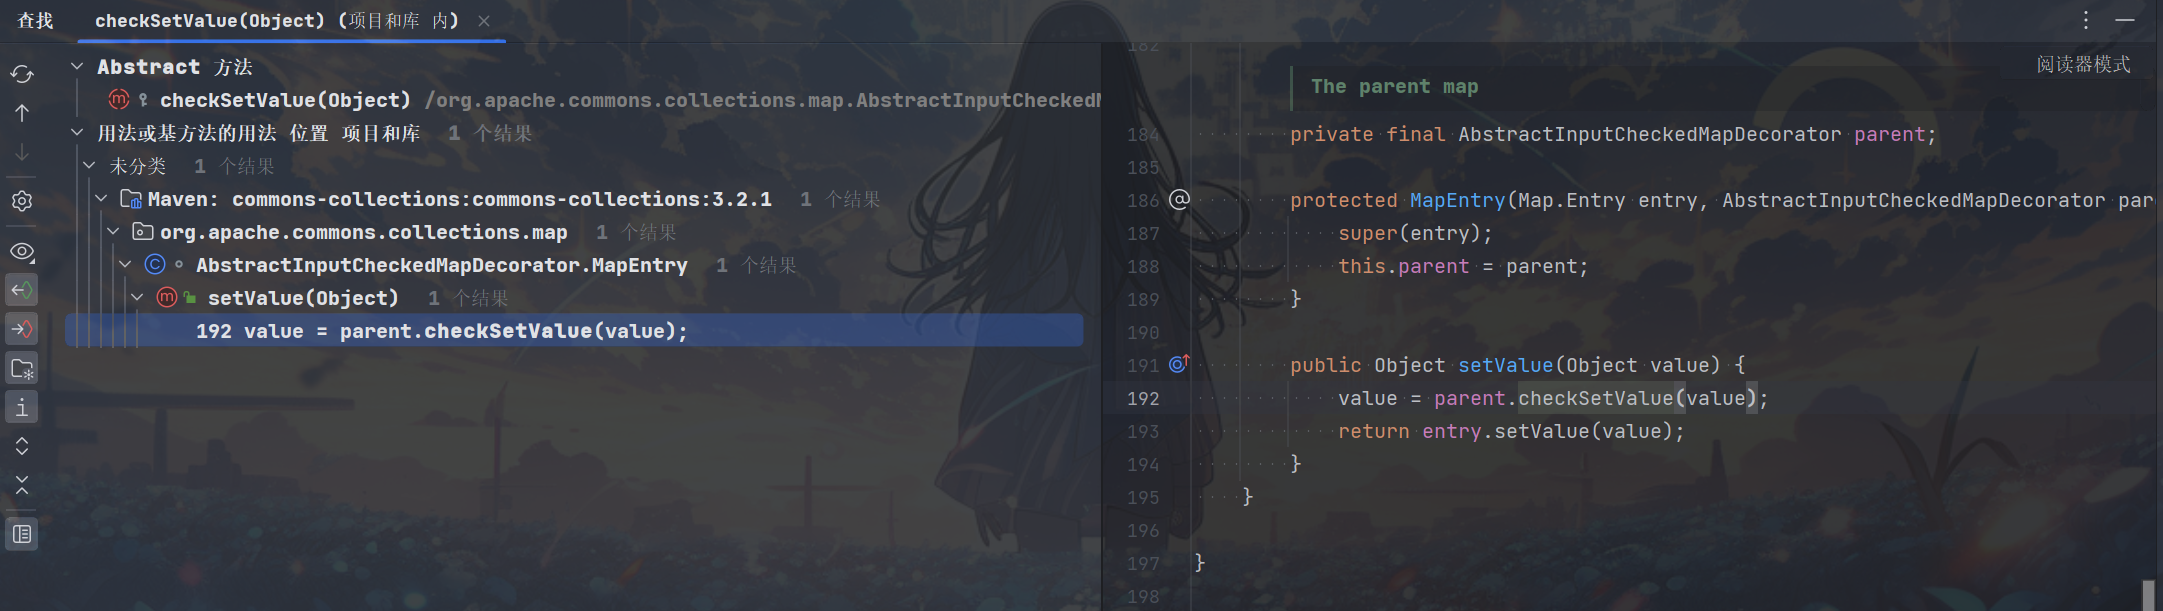 查找 checkSetValue(Object) (项目和库 内)
Abstract 方法
checkSetValue(Object) /org.apache.commons.collections.map.AbstractInputChecked
用法或基方法的用法 位置 项目和库 1 个结果
未分类 1 个结果
Maven: commons-collections:commons-collections:3.2.1 1 个结果
org.apache.commons.collections.map 1 个结果
AbstractInputCheckedMapDecorator.MapEntry 1 个结果
setValue(Object) 1 个结果
192 value = parent.checkSetValue(value);
182
阅读器模式
The parent map
184 private final AbstractInputCheckedMapDecorator parent;
185
186 protected MapEntry(Map.Entry entry, AbstractInputCheckedMapDecorator par
187 super(entry);
188 this.parent = parent;
189 }
190
191 public Object setValue(Object value) {
192 value = parent.checkSetValue(value);
193 return entry.setValue(value);
194 }
195 }
196
197 }
198